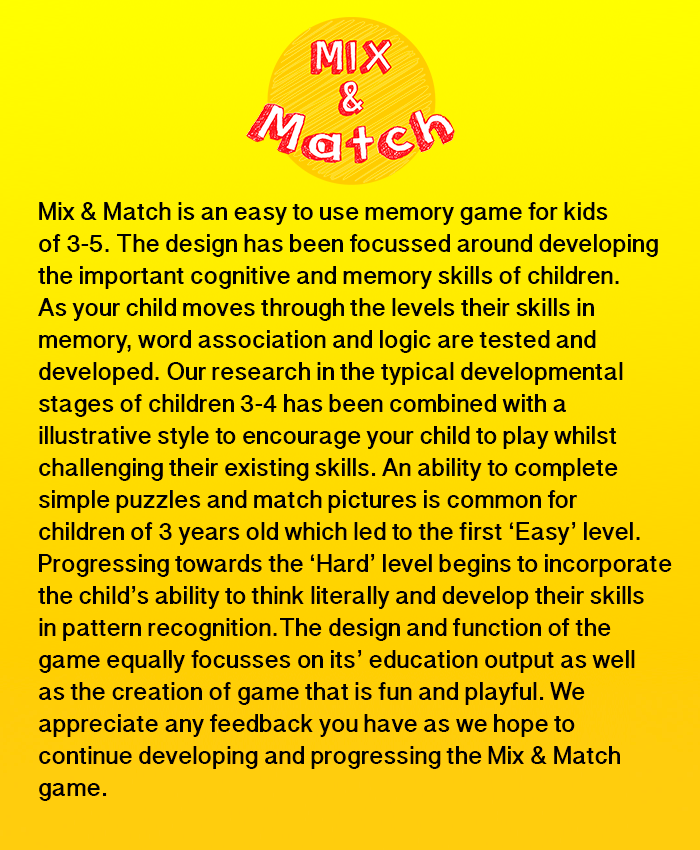 MIX
&
Match
Mix & Match is an easy to use memory game for kids
of 3-5. The design has been focussed around developing
the important cognitive and memory skills of children.
As your child moves through the levels their skills in
memory, word association and logic are tested and
developed. Our research in the typical developmental
stages of children 3-4 has been combined with a
illustrative style to encourage your child to play whilst
challenging their existing skills. An ability to complete
simple puzzles and match pictures is common for
children of 3 years old which led to the first ‘Easy’ level.
Progressing towards the ‘Hard’ level begins to incorporate
the child’s ability to think literally and develop their skills
in pattern recognition.The design and function of the
game equally focusses on its’ education output as well
as the creation of game that is fun and playful. We
appreciate any feedback you have as we hope to
continue developing and progressing the Mix & Match
game.